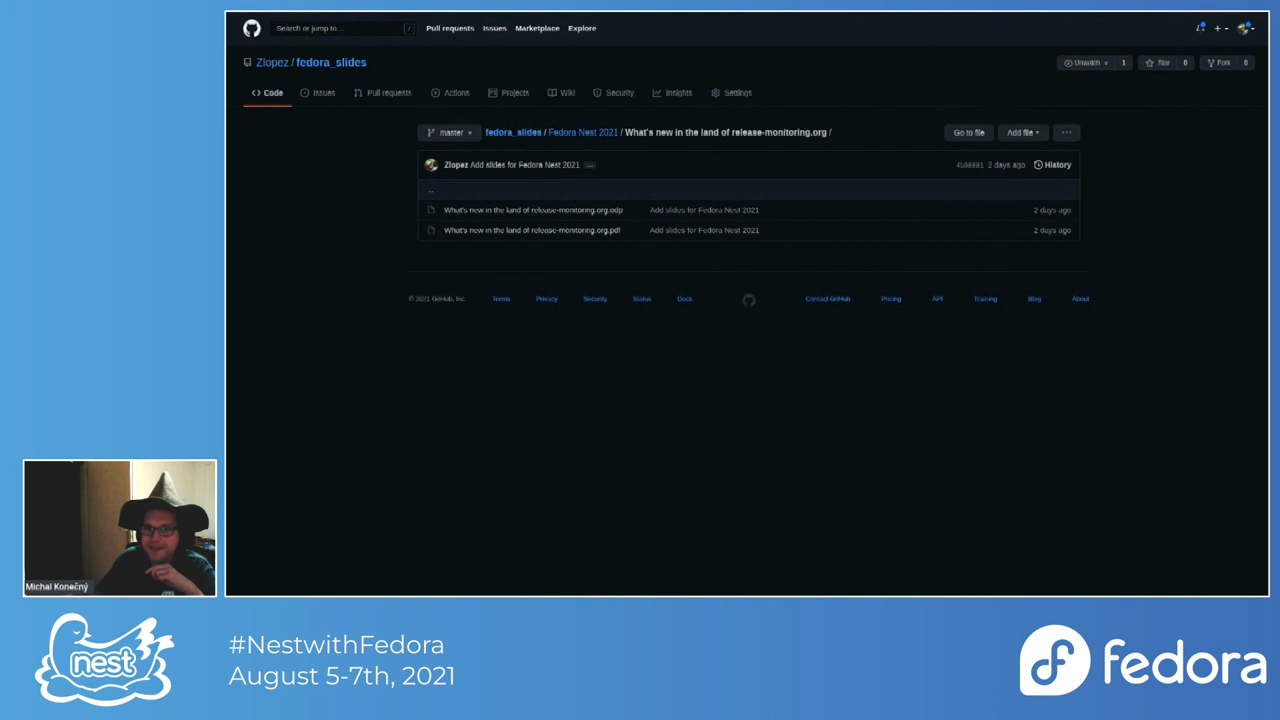 Search or jump to... /
Pull requests Issues Marketplace Explore
Zlopez / fedora_slides
Unwatch 1 Star 0 Fork 0
Code Issues Pull requests Actions Projects Wiki Security Insights Settings
master fedora_slides / Fedora Nest 2021 / What's new in the land of release-monitoring.org /
Go to file Add file ...
Zlopez Add slides for Fedora Nest 2021 ...
2 days ago History
..
What's new in the land of release-monitoring.org.odp Add slides for Fedora Nest 2021 2 days ago
What's new in the land of release-monitoring.org.pdf Add slides for Fedora Nest 2021 2 days ago
© 2021 GitHub, Inc. Terms Privacy Security Status Docs Contact GitHub Pricing API Training Blog About
Michal Konečný
nest
#NestwithFedora
August 5-7th, 2021
fedora